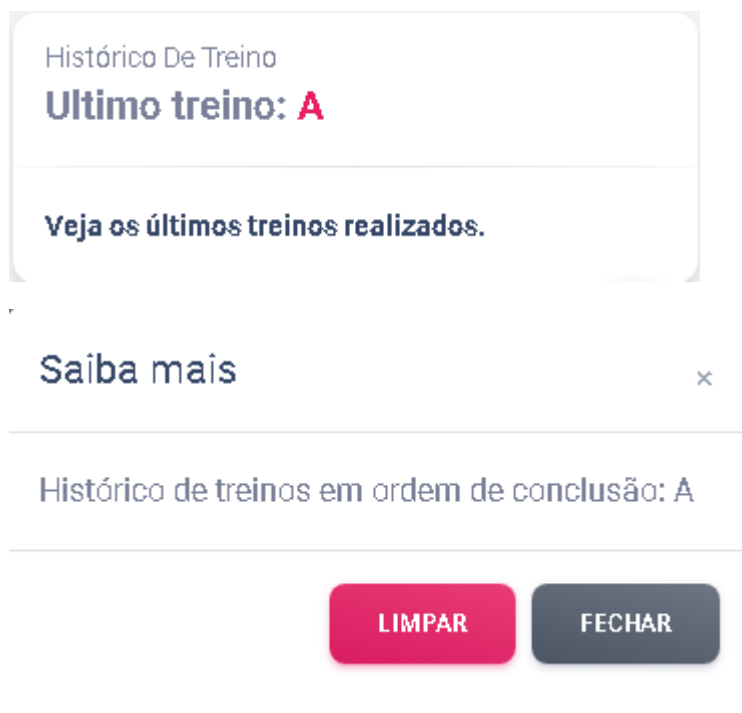 Histórico De Treino
Ultimo treino: A
Veja os últimos treinos realizados.
Saiba mais ×
Histórico de treinos em ordem de conclusão: A
LIMPAR FECHAR